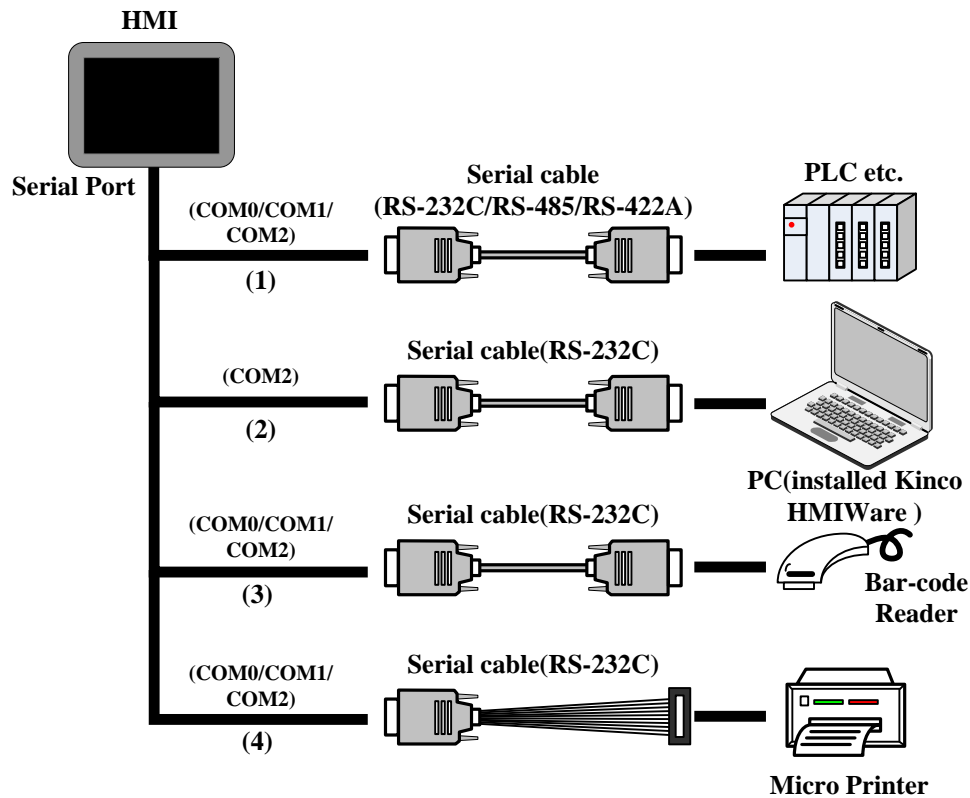 HMI
Serial Port
(COM0/COM1/
COM2)
(1)
Serial cable
(RS-232C/RS-485/RS-422A)
PLC etc.
(COM2)
(2)
Serial cable(RS-232C)
PC(installed Kinco
HMIWare )
(COM0/COM1/
COM2)
(3)
Serial cable(RS-232C)
Bar-code
Reader
(COM0/COM1/
COM2)
(4)
Serial cable(RS-232C)
Micro Printer